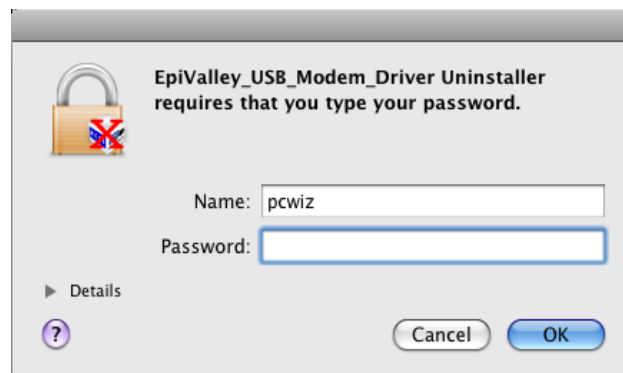 EpiValley_USB_Modem_Driver Uninstaller
requires that you type your password.
Name: pcwiz
Password:
Details
?
Cancel
OK